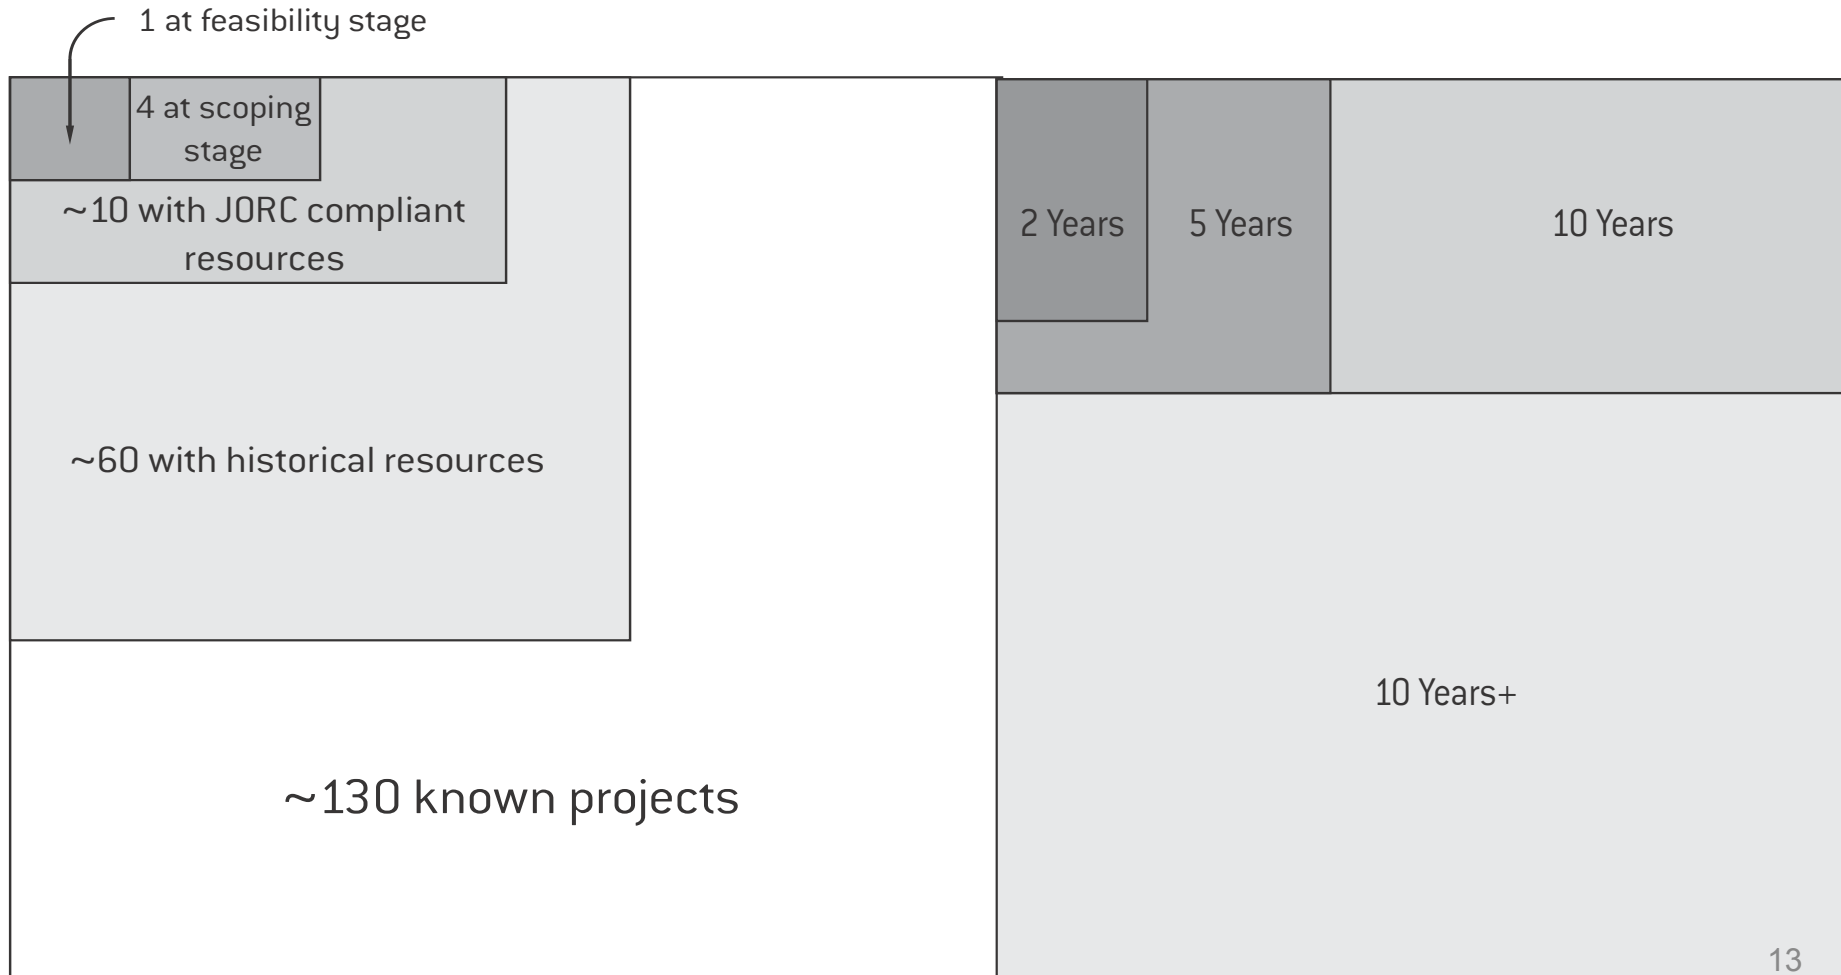 1 at feasibility stage
4 at scoping
stage
~10 with JORC compliant
resources
~60 with historical resources
~130 known projects
2 Years
5 Years
10 Years
10 Years+
13